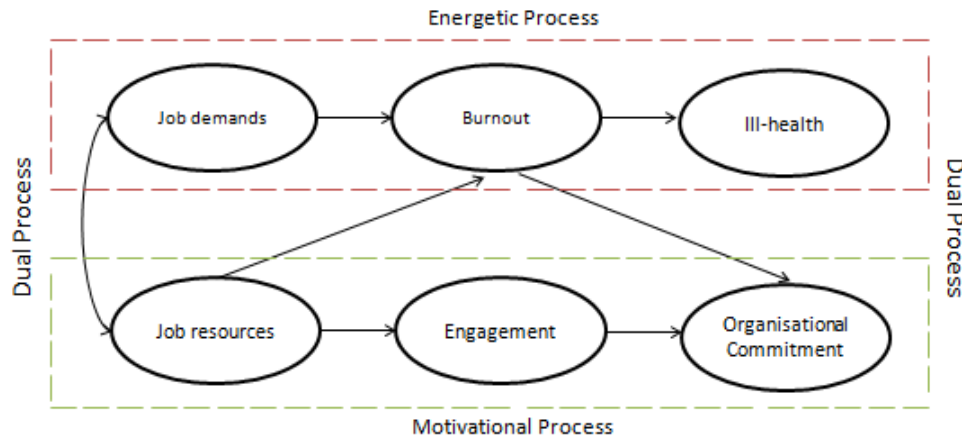 Energetic Process
Job demands
Burnout
Ill-health
Dual Process
Dual Process
Job resources
Engagement
Organisational
Commitment
Motivational Process